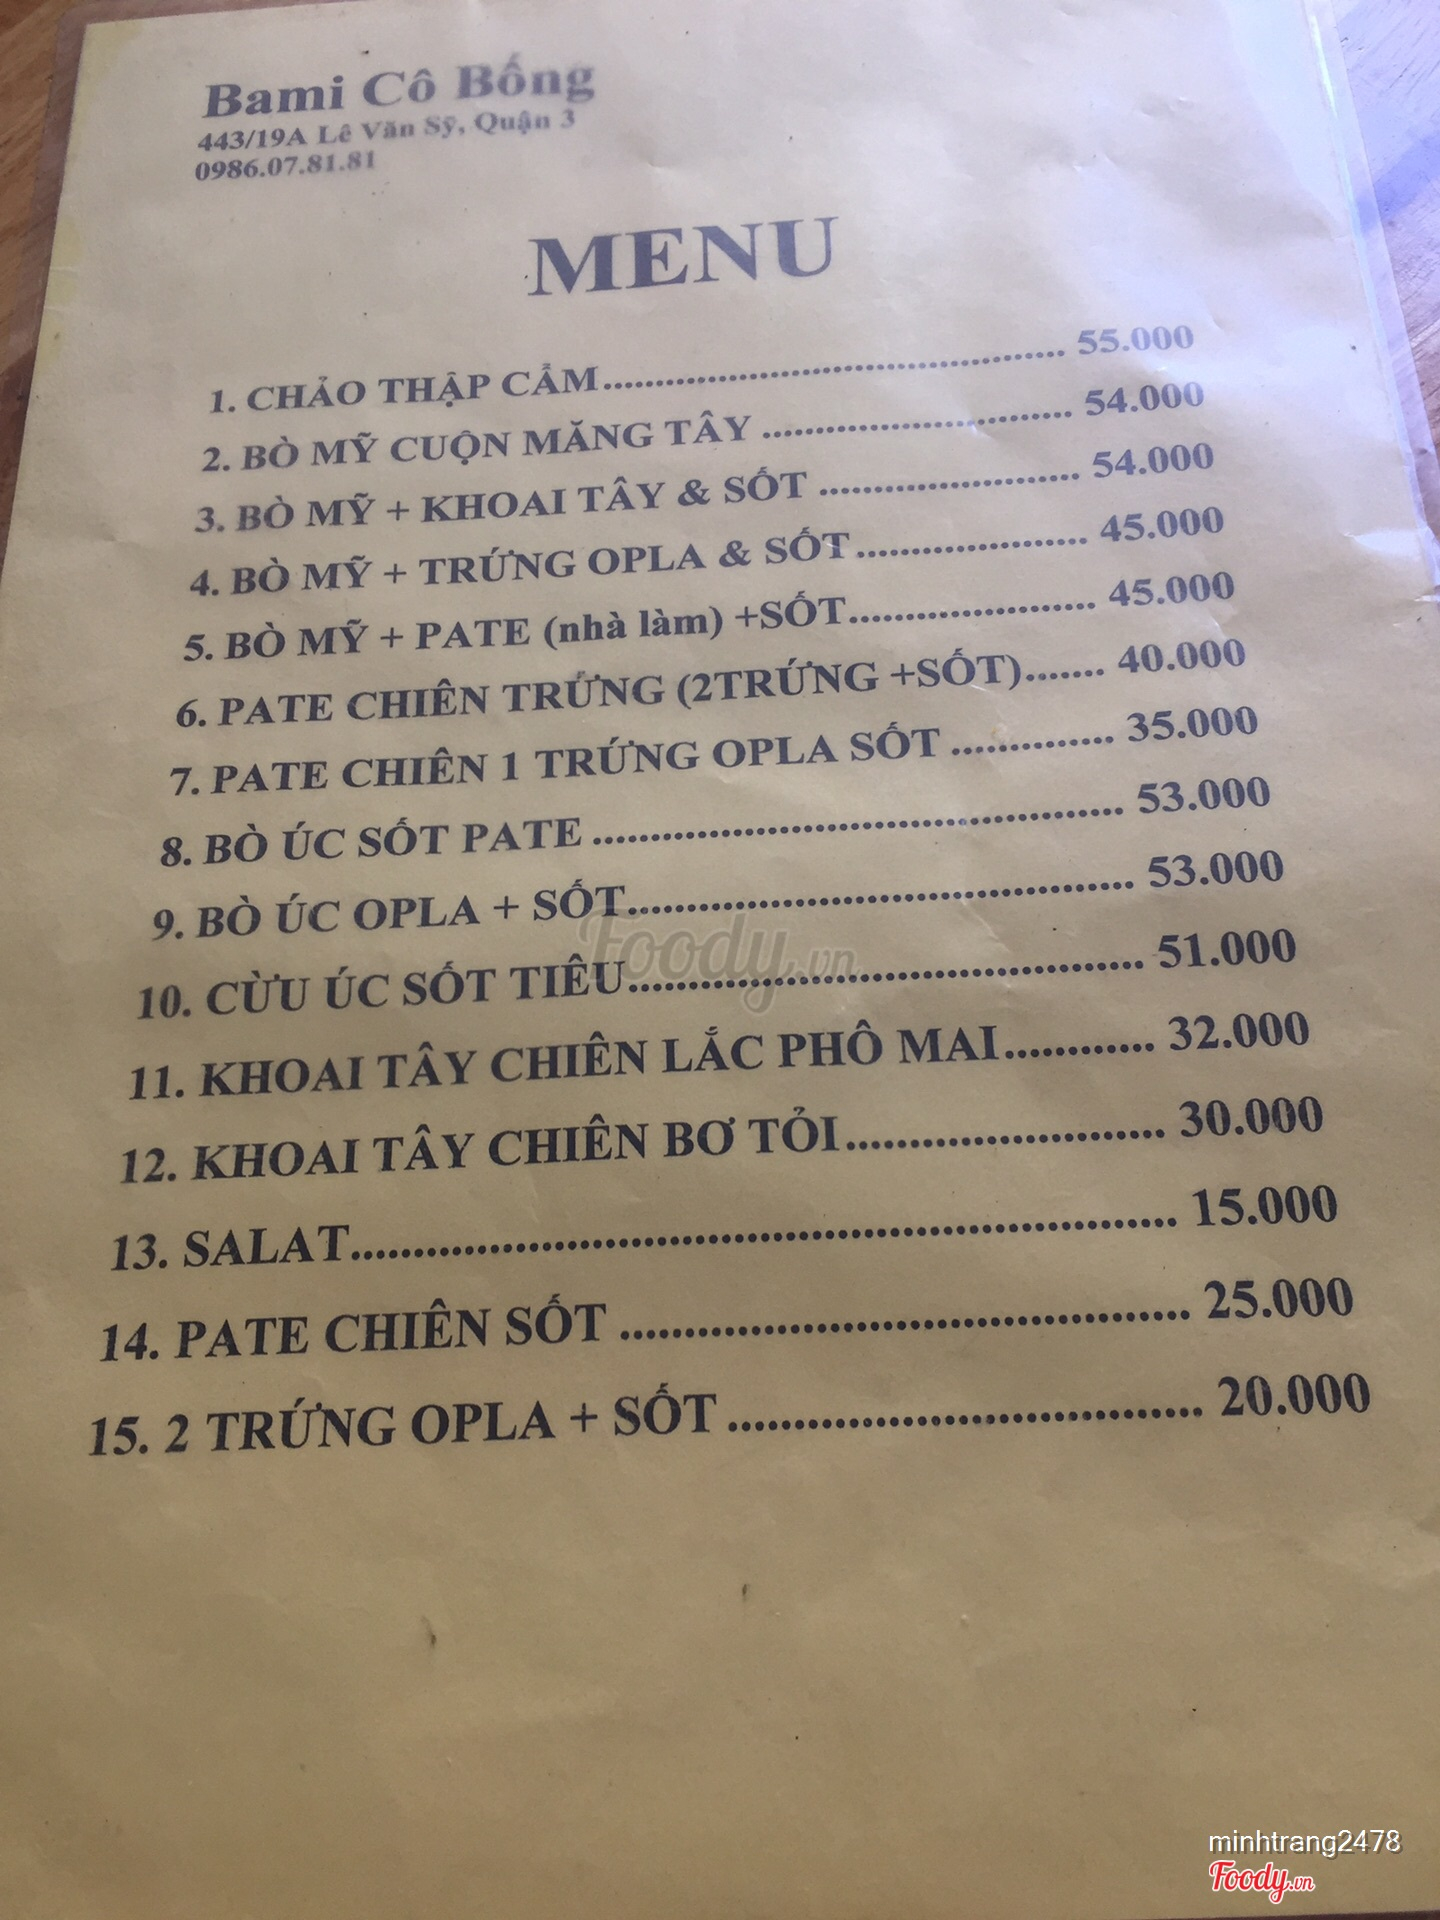 Bami Cô Bống
443/19A Lê Văn Sỹ, Quận 3
0986.07.81.81
MENU
1. CHẢO THẬP CẨM.......................................... 55.000
2. BÒ MỸ CUỘN MĂNG TÂY ............................. 54.000
3. BÒ MỸ + KHOAI TÂY & SỐT ........................ 54.000
4. BÒ MỸ + TRỨNG OPLA & SỐT...................... 45.000
5. BÒ MỸ + PATE (nhà làm) +SỐT....................... 45.000
6. PATE CHIÊN TRỨNG (2TRỨNG +SỐT)....... 40.000
7. PATE CHIÊN 1 TRỨNG OPLA SỐT .............. 35.000
8. BÒ ÚC SỐT PATE .............................................. 53.000
9. BÒ ÚC OPLA + SỐT........................................... 53.000
10. CỪU ÚC SỐT TIÊU.......................................... 51.000
11. KHOAI TÂY CHIÊN LẮC PHÔ MAI............ 32.000
12. KHOAI TÂY CHIÊN BƠ TỎI......................... 30.000
13. SALAT.............................................................. 15.000
14. PATE CHIÊN SỐT ........................................... 25.000
15. 2 TRỨNG OPLA + SỐT ................................... 20.000
Foody.vn
minhtrang2478
Foody.vn